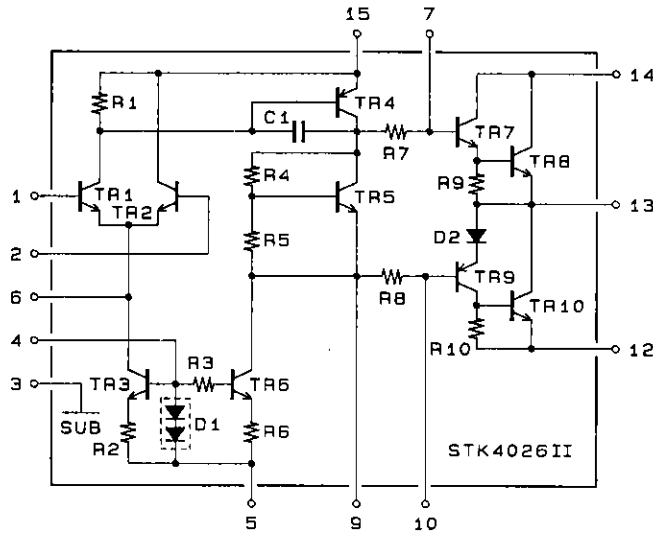 15 7
14
R1 C1 TR4
TR7
R7 TR8
R4 R9
1 TR1 TR5 13
TR2
D2
2 R5
TR9
6 R8
TR10
4 R10
R3 12
3 TR3 TR6
D1
SUB R2 R6
STK4026II
5 9 10